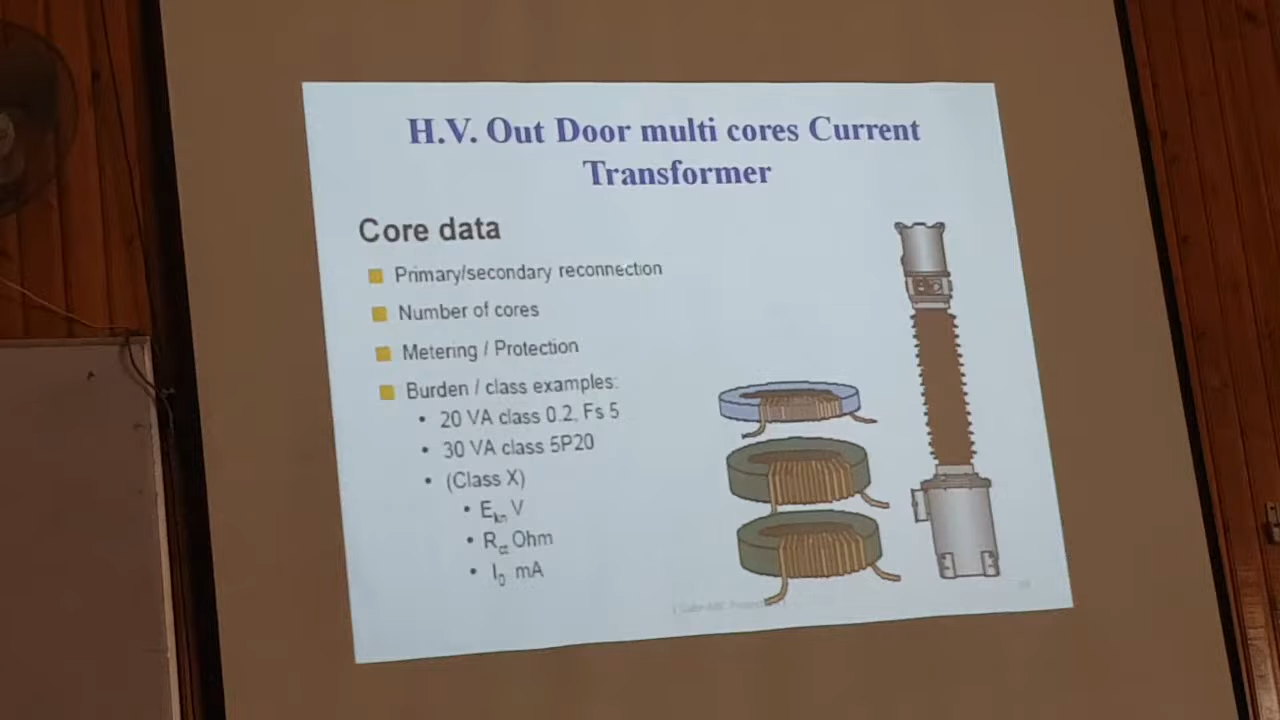 H.V. Out Door multi cores Current
Transformer
Core data
Primary/secondary reconnection
Number of cores
Metering / Protection
Burden / class examples:
• 20 VA class 0.2, Fs 5
• 30 VA class 5P20
• (Class X)
• Ekn V
• Rct Ohm
• I0 mA